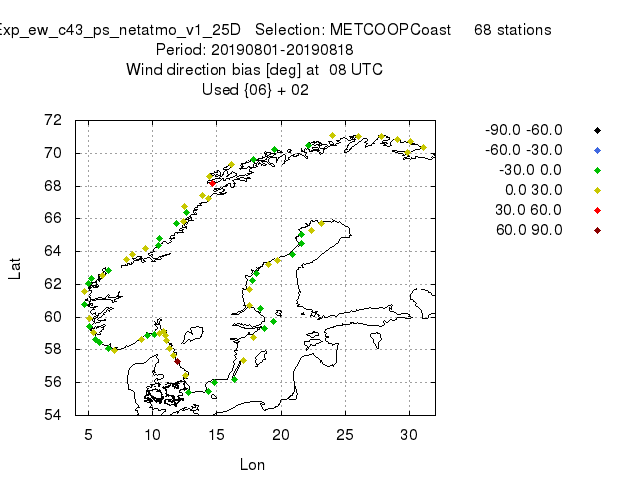 Exp_ew_c43_ps_netatmo_v1_25D Selection: METCOOPCoast 68 stations
Period: 20190801-20190818
Wind direction bias [deg] at 08 UTC
Used {06} + 02
72
70
68
66
64
62
60
58
56
54
5 10 15 20 25 30
Lat
Lon
-90.0 -60.0
-60.0 -30.0
-30.0 0.0
0.0 30.0
30.0 60.0
60.0 90.0